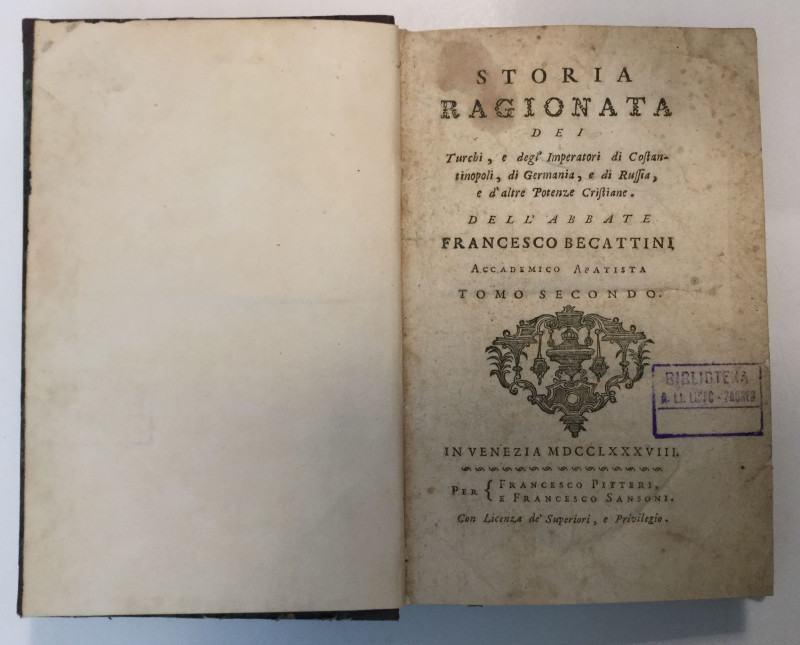 STORIA
RAGIONATA
DEI
Turchi, e degl' Imperatori di Costan-
tinopoli, di Germania, e di Russia,
e d'altre Potenze Cristiane.
DELL'ABBATE
FRANCESCO BECATTINI
ACCADEMICO APATISTA
TOMO SECONDO.
BIBLIOTEKA
ZAGREB
IN VENEZIA MDCCLXXXVIII.
PER { FRANCESCO PITTERI,
E FRANCESCO SANSONI.
Con Licenza de' Superiori, e Privilegio.